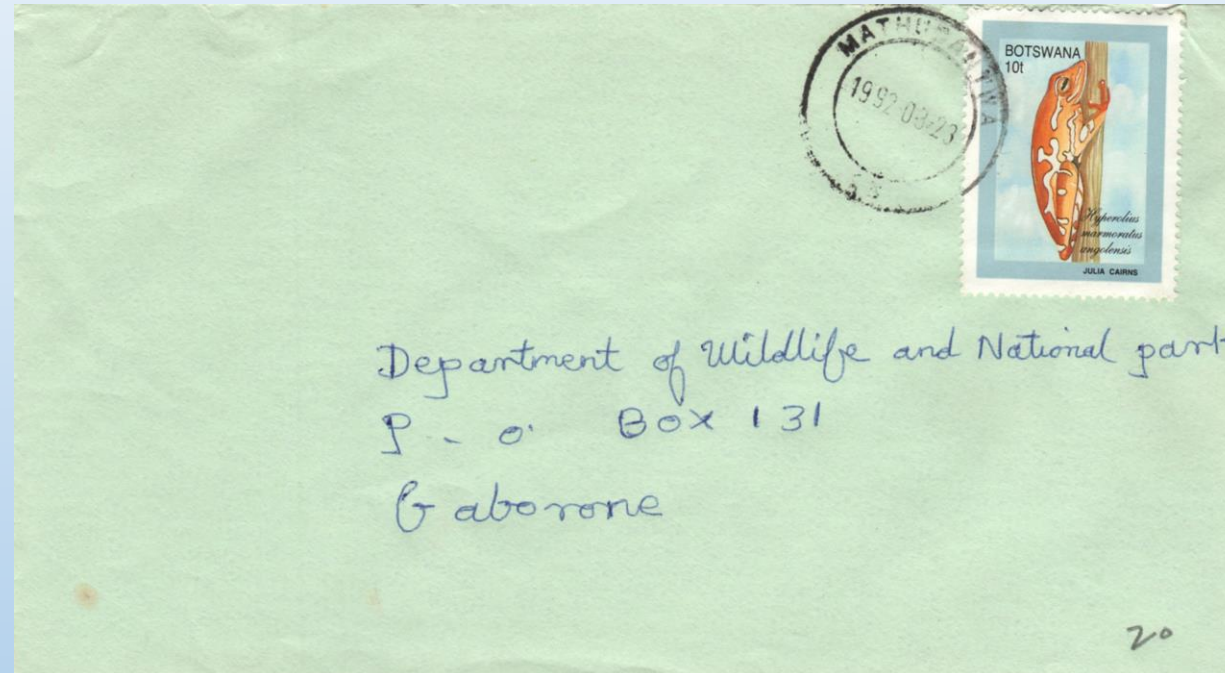 1992-03-23
BOTSWANA
10t
Hyperolius
marmoratus
angolensis
JULIA CAIRNS
Department of Wildlife and National park
P - O. BOX 131
Gaborone
20